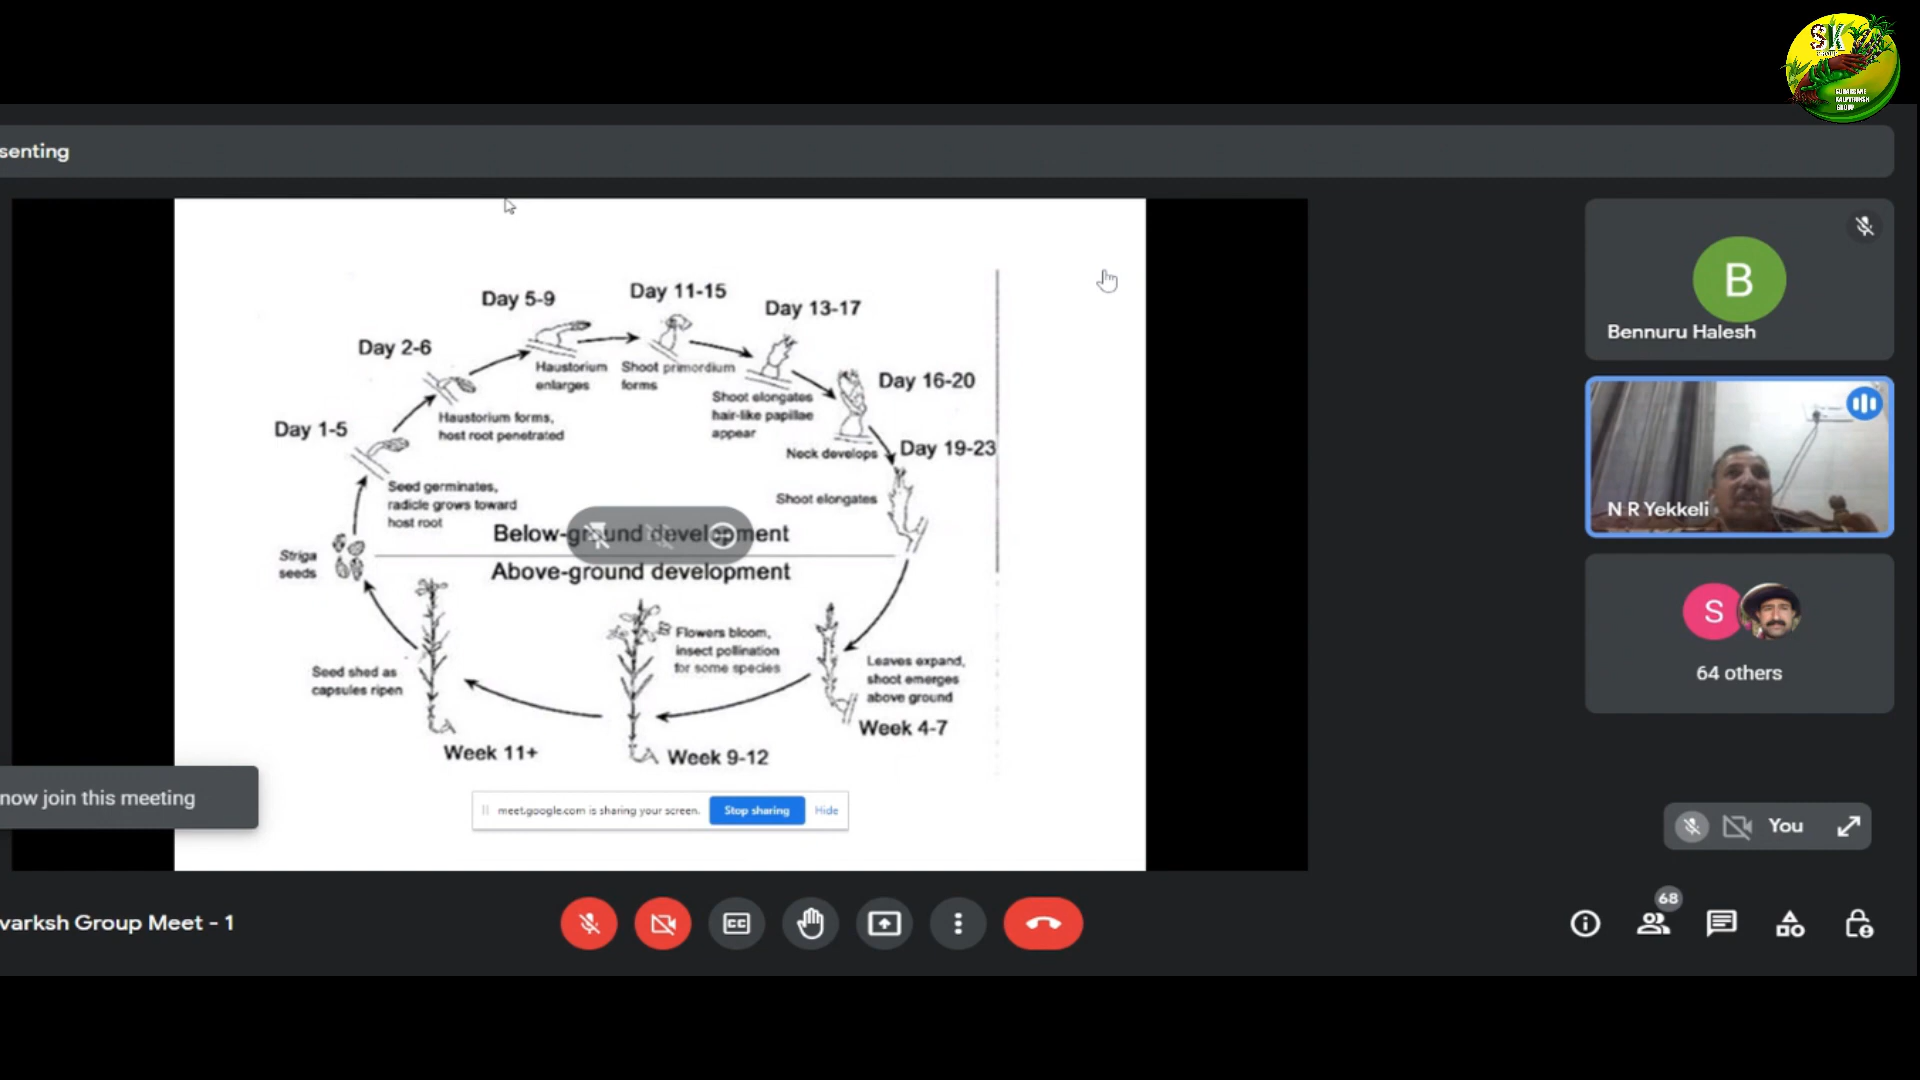 SK
senting
Day 5-9
Day 11-15
Day 13-17
Day 2-6
Haustorium
enlarges
Shoot primordium
forms
Day 16-20
Shoot elongates
hair-like papillae
appear
Haustorium forms,
host root penetrated
Day 1-5
Neck develops
Day 19-23
Seed germinates,
radicle grows toward
host root
Shoot elongates
Below-ground development
Striga
seeds
Above-ground development
Flowers bloom,
insect pollination
for some species
Seed shed as
capsules ripen
Leaves expand,
shoot emerges
above ground
Week 4-7
Week 11+
Week 9-12
meet.google.com is sharing your screen.
Stop sharing
Hide
now join this meeting
B
Bennuru Halesh
N R Yekkeli
S
64 others
You
varksh Group Meet - 1
CC
68